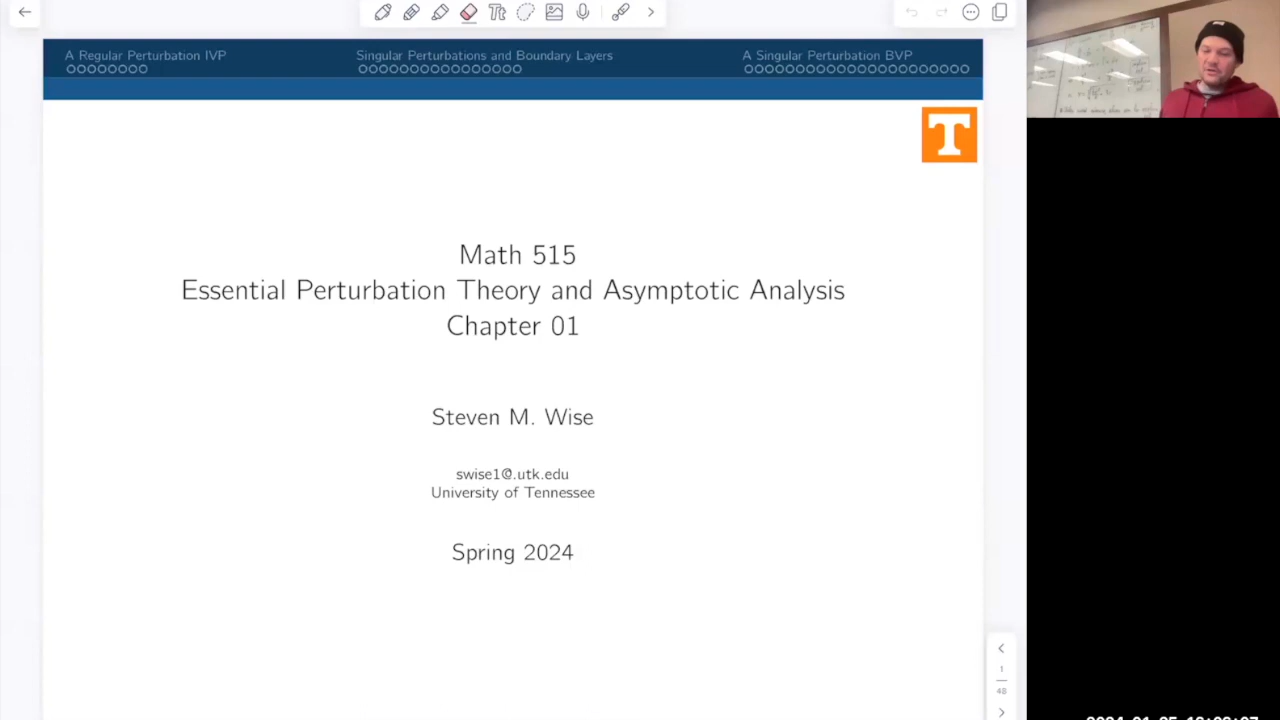 A Regular Perturbation IVP
Singular Perturbations and Boundary Layers
A Singular Perturbation BVP
T
Math 515
Essential Perturbation Theory and Asymptotic Analysis
Chapter 01
Steven M. Wise
swise1@.utk.edu
University of Tennessee
Spring 2024
1
48